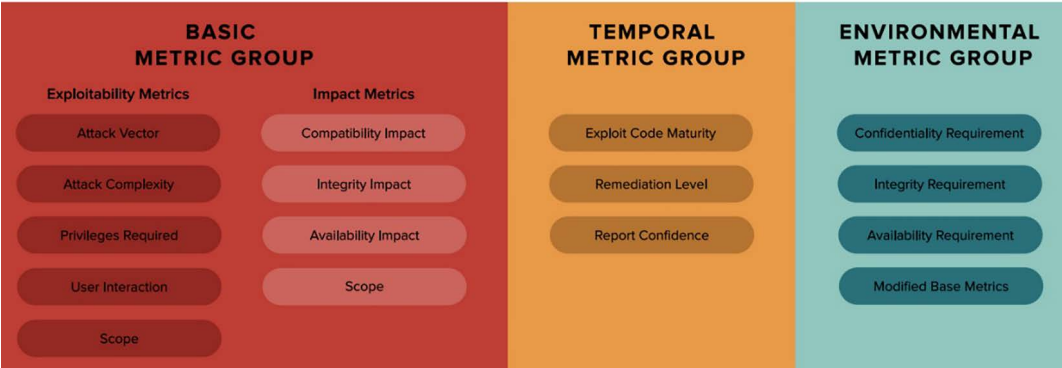 BASIC
METRIC GROUP
Exploitability Metrics
Attack Vector
Attack Complexity
Privileges Required
User Interaction
Scope
Impact Metrics
Compatibility Impact
Integrity Impact
Availability Impact
Scope
TEMPORAL
METRIC GROUP
Exploit Code Maturity
Remediation Level
Report Confidence
ENVIRONMENTAL
METRIC GROUP
Confidentiality Requirement
Integrity Requirement
Availability Requirement
Modified Base Metrics